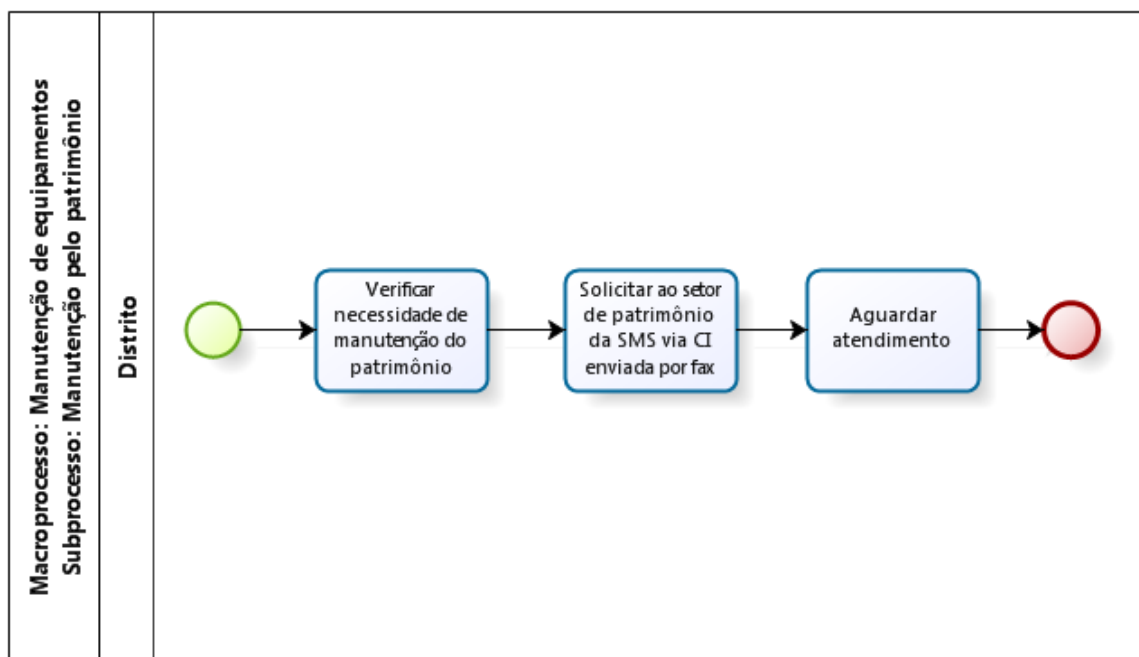 Macroprocesso: Manutenção de equipamentos
Subprocesso: Manutenção pelo patrimônio
Distrito
Verificar
necessidade de
manutenção do
patrimônio
Solicitar ao setor
de patrimônio
da SMS via CI
enviada por fax
Aguardar
atendimento